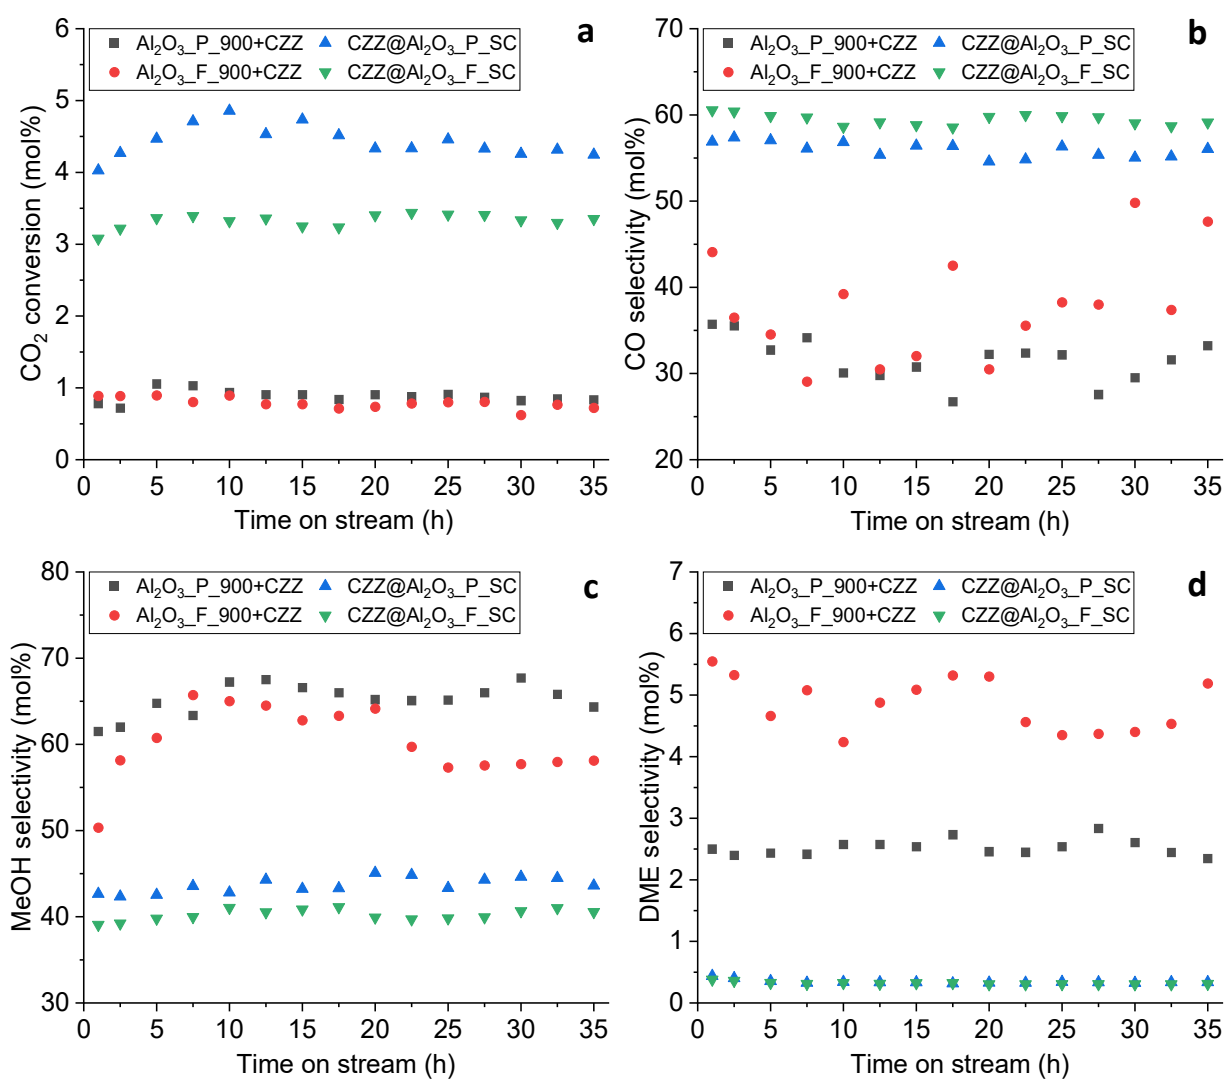 a
Al₂O₃_P_900+CZZ CZZ@Al₂O₃_P_SC
Al₂O₃_F_900+CZZ CZZ@Al₂O₃_F_SC
CO₂ conversion (mol%)
6
5
4
3
2
1
0
0 5 10 15 20 25 30 35
Time on stream (h)
b
Al₂O₃_P_900+CZZ CZZ@Al₂O₃_P_SC
Al₂O₃_F_900+CZZ CZZ@Al₂O₃_F_SC
CO selectivity (mol%)
70
60
50
40
30
20
0 5 10 15 20 25 30 35
Time on stream (h)
c
Al₂O₃_P_900+CZZ CZZ@Al₂O₃_P_SC
Al₂O₃_F_900+CZZ CZZ@Al₂O₃_F_SC
MeOH selectivity (mol%)
80
70
60
50
40
30
0 5 10 15 20 25 30 35
Time on stream (h)
d
Al₂O₃_P_900+CZZ CZZ@Al₂O₃_P_SC
Al₂O₃_F_900+CZZ CZZ@Al₂O₃_F_SC
DME selectivity (mol%)
7
6
5
4
3
2
1
0
0 5 10 15 20 25 30 35
Time on stream (h)